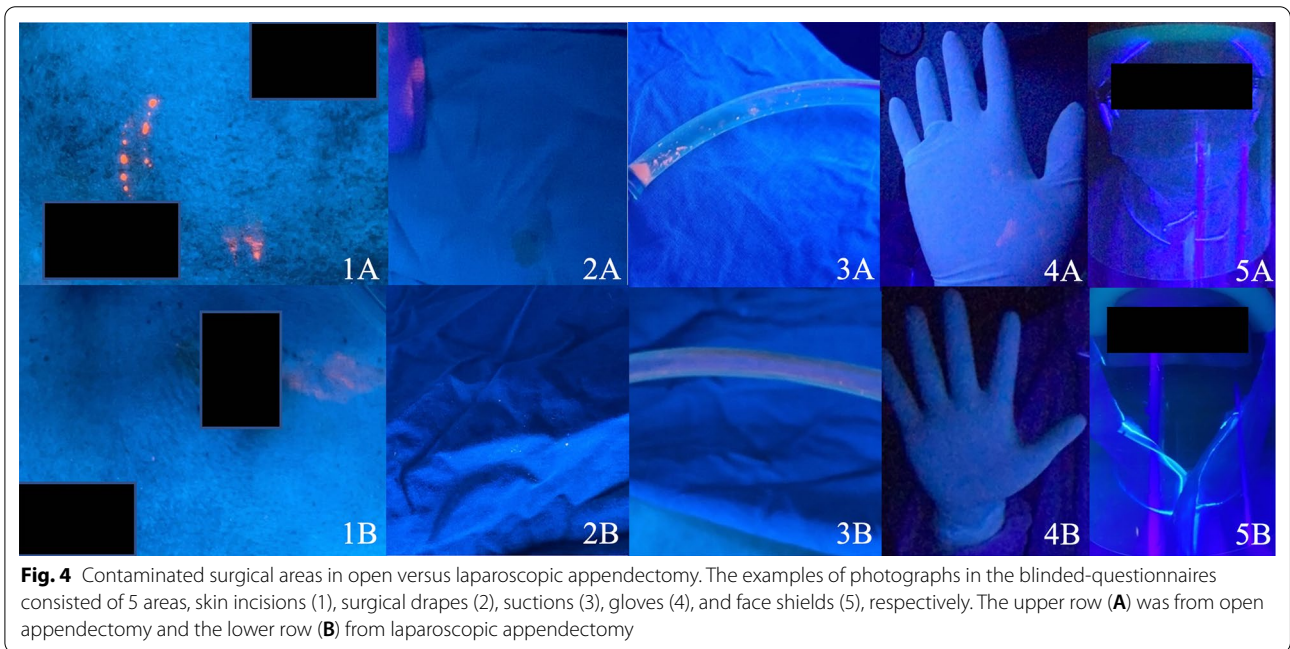 1A
2A
3A
4A
5A
1B
2B
3B
4B
5B
Fig. 4 Contaminated surgical areas in open versus laparoscopic appendectomy. The examples of photographs in the blinded-questionnaires
consisted of 5 areas, skin incisions (1), surgical drapes (2), suctions (3), gloves (4), and face shields (5), respectively. The upper row (A) was from open
appendectomy and the lower row (B) from laparoscopic appendectomy